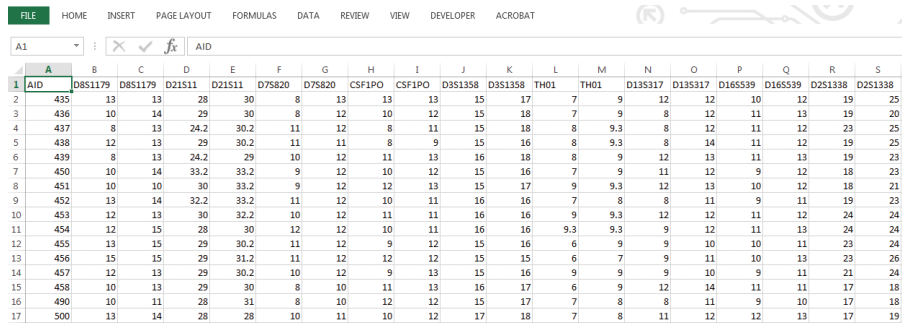 FILE HOME INSERT PAGE LAYOUT FORMULAS DATA REVIEW VIEW DEVELOPER ACROBAT
A1 fx AID
A B C D E F G H I J K L M N O P Q R S
1 AID D8S1179 D8S1179 D21S11 D21S11 D7S820 D7S820 CSF1PO CSF1PO D3S1358 D3S1358 TH01 TH01 D13S317 D13S317 D16S539 D16S539 D2S1338 D2S1338
2 435 13 13 28 30 8 13 13 13 15 17 7 9 12 12 10 12 19 25
3 436 10 14 29 30 8 12 10 12 15 18 7 9 8 12 11 13 19 20
4 437 8 13 24.2 30.2 11 12 8 11 15 18 8 9.3 8 12 11 12 23 25
5 438 12 13 29 30.2 11 11 8 9 15 16 8 9.3 8 14 11 12 19 25
6 439 8 13 24.2 29 10 12 11 13 16 18 8 9 12 13 11 13 19 23
7 450 10 14 33.2 33.2 9 12 10 12 15 16 7 9 11 12 9 12 18 23
8 451 10 10 30 33.2 9 12 12 13 15 17 9 9.3 12 13 10 12 18 21
9 452 13 14 32.2 33.2 11 12 10 11 16 16 7 8 8 11 9 11 19 23
10 453 12 13 30 32.2 10 12 11 11 16 16 9 9.3 12 12 11 12 24 24
11 454 12 15 28 30 12 12 10 11 16 16 9.3 9.3 9 12 11 13 24 24
12 455 13 15 29 30.2 11 12 9 12 15 16 6 9 9 10 10 11 23 24
13 456 15 15 29 31.2 11 12 12 12 15 15 6 7 9 11 10 13 23 26
14 457 12 13 29 30.2 10 12 9 13 15 16 9 9 9 10 9 11 21 24
15 458 10 13 29 30 8 10 11 13 16 17 6 9 12 14 11 11 17 18
16 490 10 11 28 31 8 10 12 12 15 17 7 8 8 11 9 10 17 18
17 500 13 14 28 28 10 11 10 12 17 18 7 8 11 12 12 13 17 19